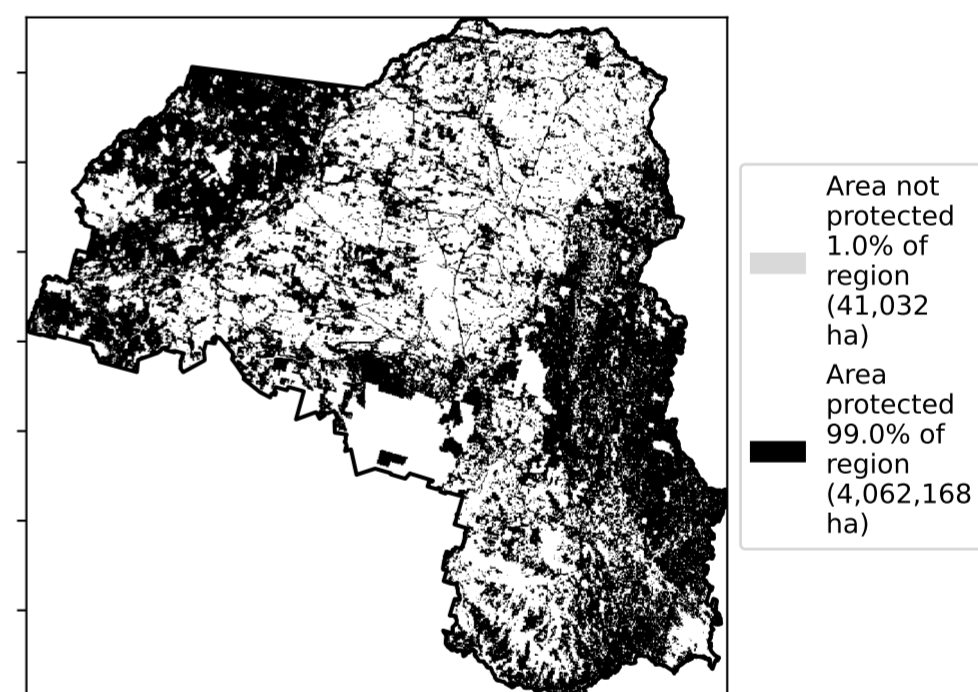 Area not
protected
1.0% of
region
(41,032
ha)
Area
protected
99.0% of
region
(4,062,168
ha)